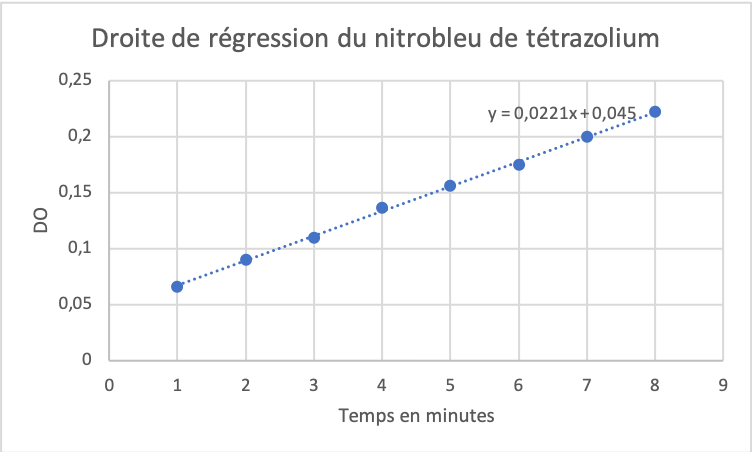 Droite de régression du nitrobleu de tétrazolium
0,25
y = 0,0221x + 0,045
0,2
0,15
DO
0,1
0,05
0
0 1 2 3 4 5 6 7 8 9
Temps en minutes